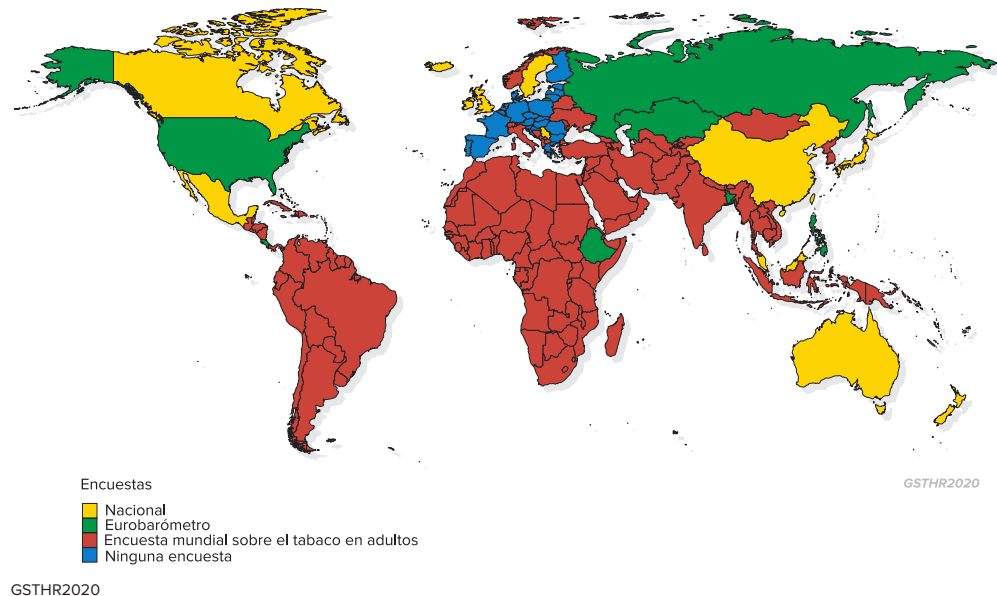 GSTHR2020
Encuestas
Nacional
Eurobarómetro
Encuesta mundial sobre el tabaco en adultos
Ninguna encuesta
GSTHR2020